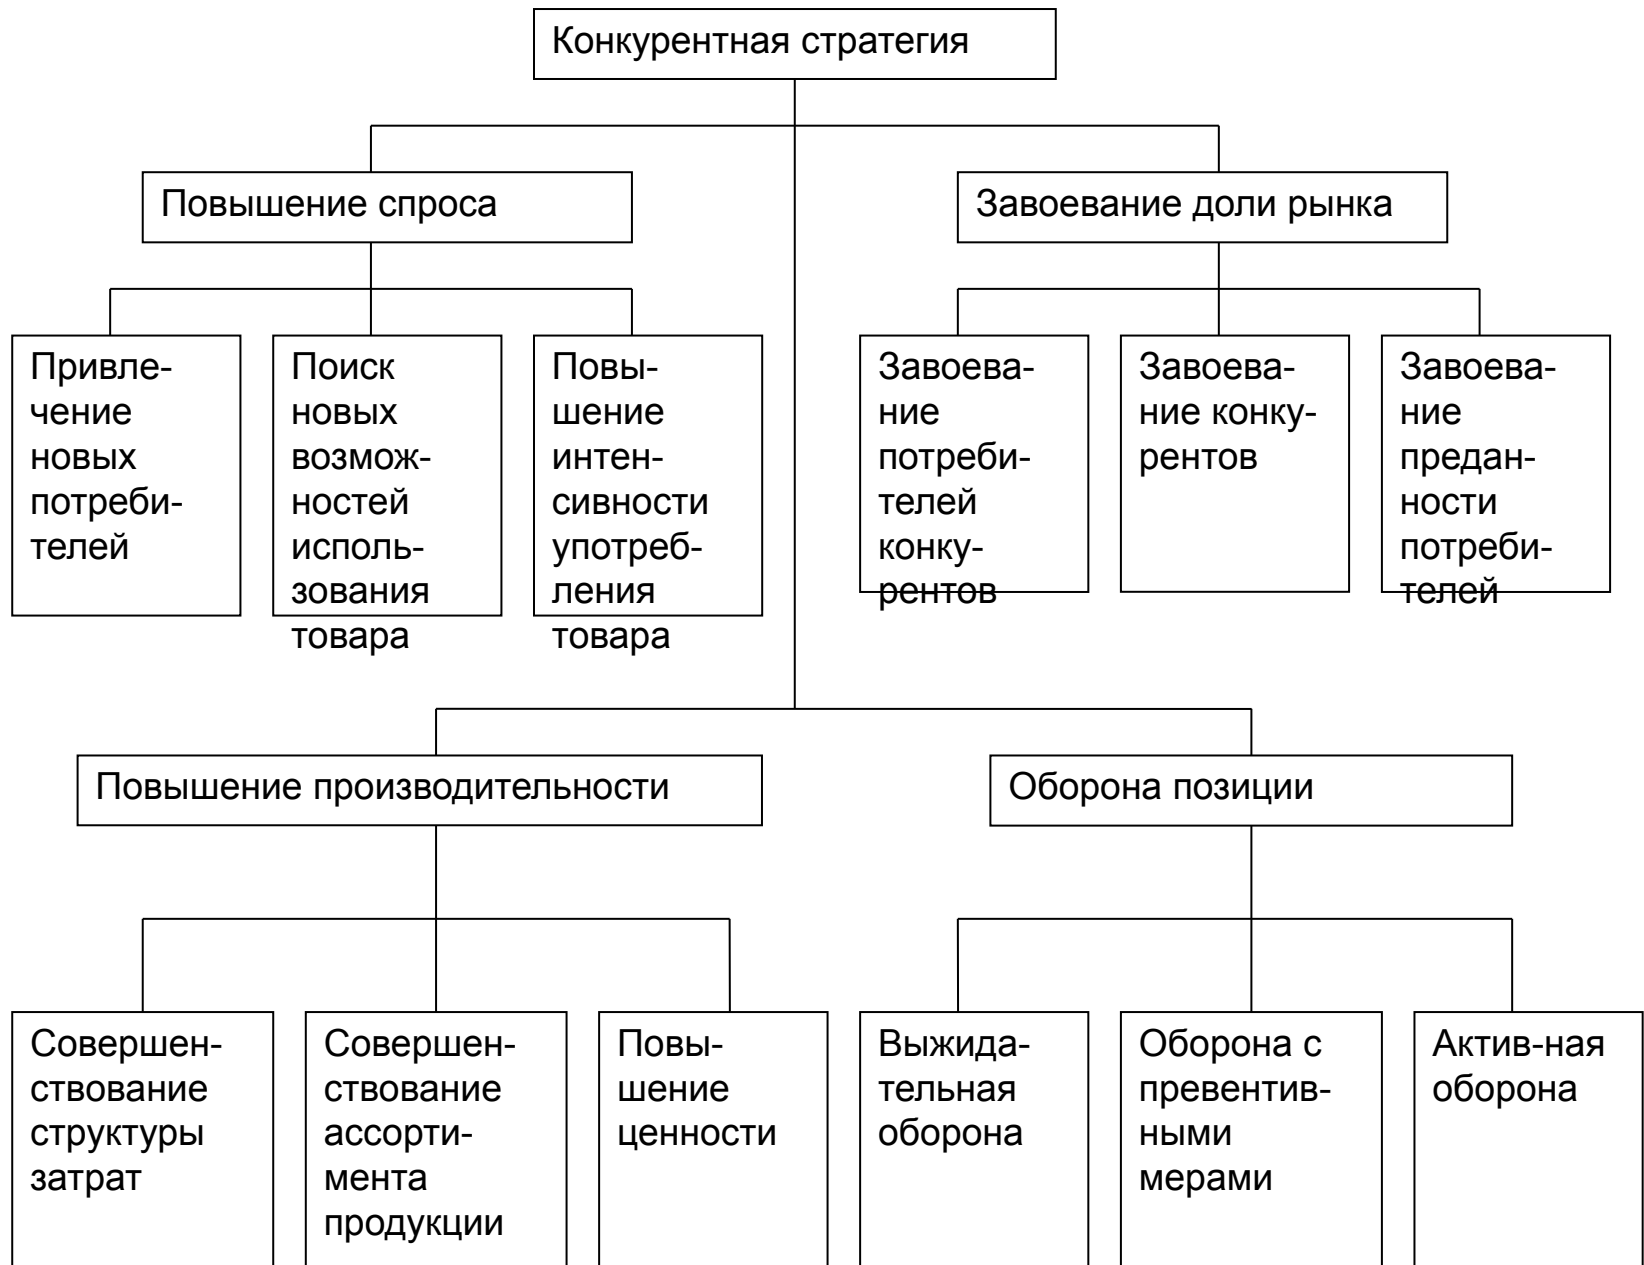 Конкурентная стратегия
Повышение спроса
Завоевание доли рынка
Привле-
чение
новых
потреби-
телей
Поиск
новых
возмож-
ностей
исполь-
зования
товара
Повы-
шение
интен-
сивности
употреб-
ления
товара
Завоева-
ние
потреби-
телей
конку-
рентов
Завоева-
ние конку-
рентов
Завоева-
ние
предан-
ности
потреби-
телей
Повышение производительности
Оборона позиции
Совершен-
ствование
структуры
затрат
Совершен-
ствование
ассорти-
мента
продукции
Повы-
шение
ценности
Выжида-
тельная
оборона
Оборона с
превентив-
ными
мерами
Актив-ная
оборона